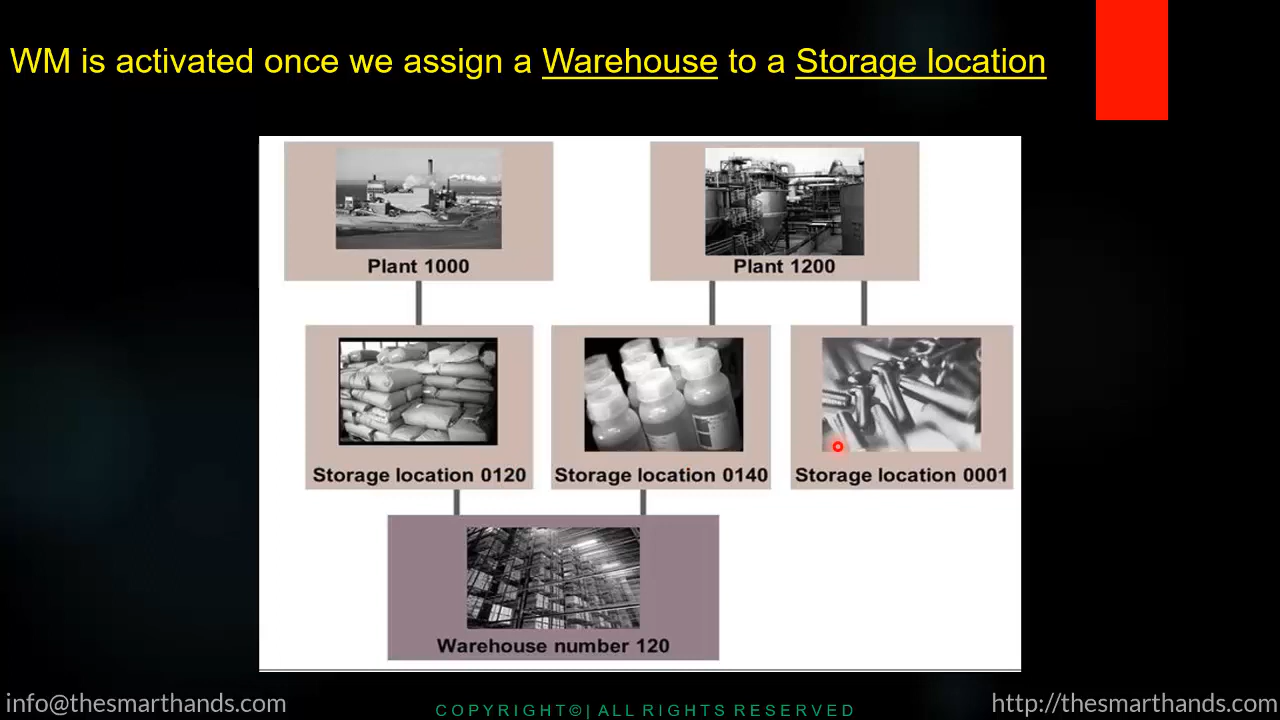 WM is activated once we assign a Warehouse to a Storage location
Plant 1000
Plant 1200
Storage location 0120
Storage location 0140
Storage location 0001
Warehouse number 120
info@thesmarthands.com
COPYRIGHT©| ALL RIGHTS RESERVED
http://thesmarthands.com